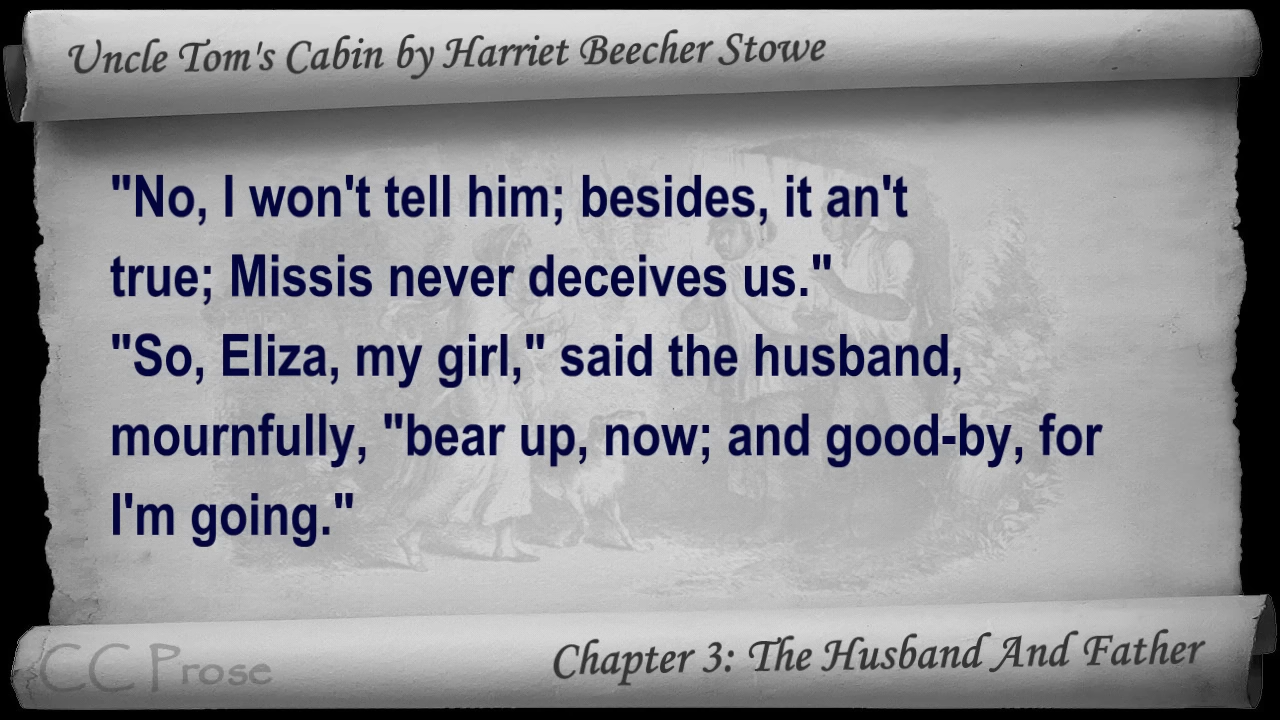 Uncle Tom's Cabin by Harriet Beecher Stowe
"No, I won't tell him; besides, it an't
true; Missis never deceives us."
"So, Eliza, my girl," said the husband,
mournfully, "bear up, now; and good-by, for
I'm going."
CC Prose
Chapter 3: The Husband And Father